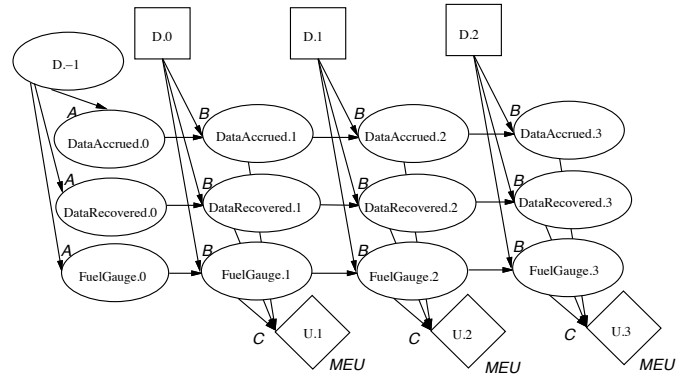 D.0
D.1
D.2
D.−1
A
B
B
B
DataAccrued.0
DataAccrued.1
DataAccrued.2
DataAccrued.3
A
B
B
B
DataRecovered.0
DataRecovered.1
DataRecovered.2
DataRecovered.3
A
B
B
B
FuelGauge.0
FuelGauge.1
FuelGauge.2
FuelGauge.3
C
U.1
C
U.2
C
U.3
MEU
MEU
MEU